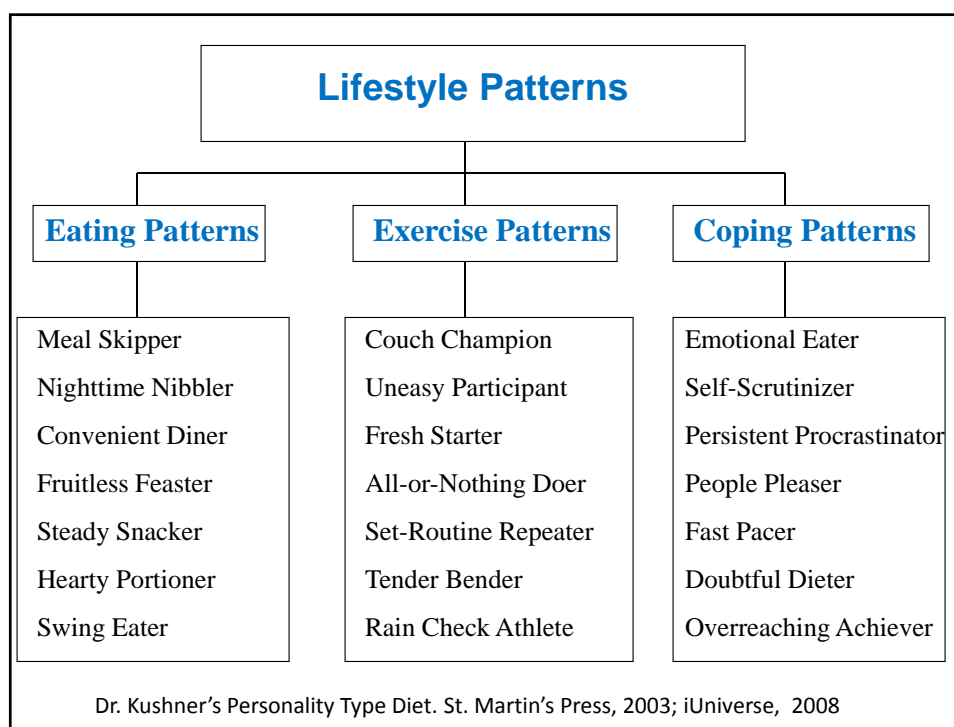 Lifestyle Patterns
Eating Patterns
Meal Skipper
Nighttime Nibbler
Convenient Diner
Fruitless Feaster
Steady Snacker
Hearty Portioner
Swing Eater
Exercise Patterns
Couch Champion
Uneasy Participant
Fresh Starter
All-or-Nothing Doer
Set-Routine Repeater
Tender Bender
Rain Check Athlete
Coping Patterns
Emotional Eater
Self-Scrutinizer
Persistent Procrastinator
People Pleaser
Fast Pacer
Doubtful Dieter
Overreaching Achiever
Dr. Kushner’s Personality Type Diet. St. Martin’s Press, 2003; iUniverse, 2008